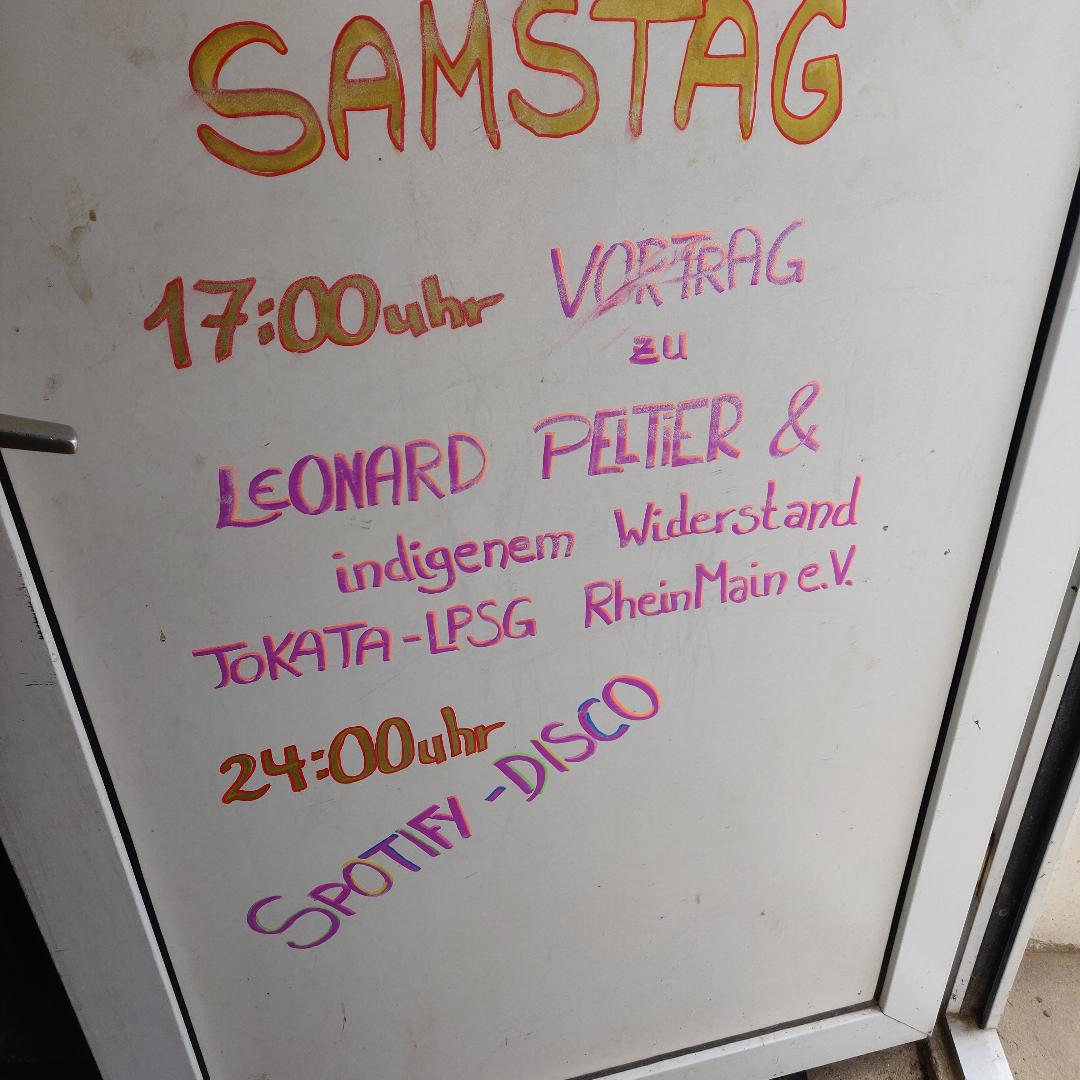 SAMSTAG
17:00uhr VORTRAG
zu
LEONARD PELTIER &
indigenem Widerstand
TOKATA-LPSG RheinMain e.V.
24:00uhr
SPOTIFY-DISCO